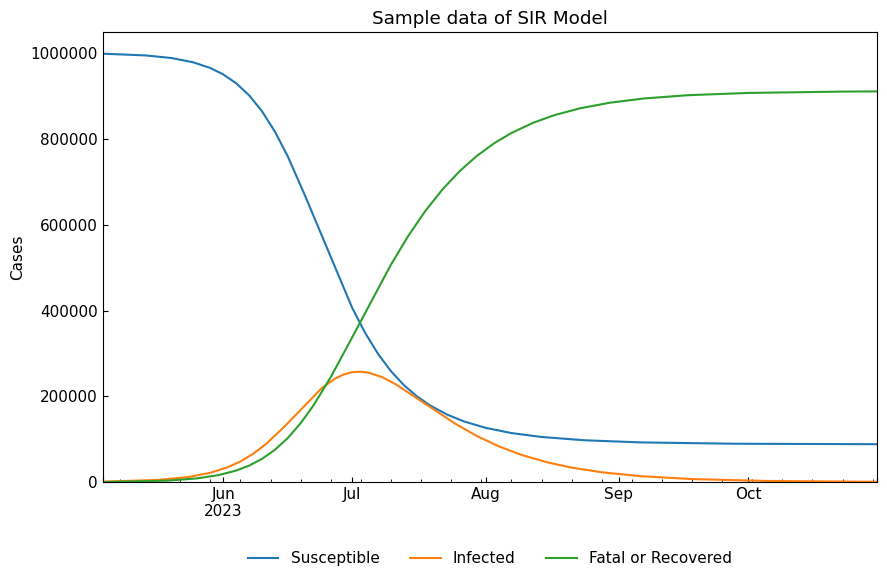 Sample data of SIR Model
Cases
1000000
800000
600000
400000
200000
0
Jun Jul Aug Sep Oct
2023
Susceptible Infected Fatal or Recovered